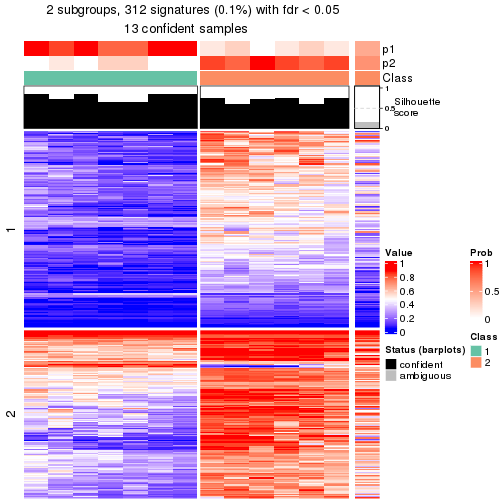 2 subgroups, 312 signatures (0.1%) with fdr < 0.05
13 confident samples
p1
p2
Class
1
0.5
0
Silhouette
score
1
2
Value
1
0.8
0.6
0.4
0.2
0
Prob
1
0.5
0
Status (barplots)
confident
ambiguous
Class
1
2